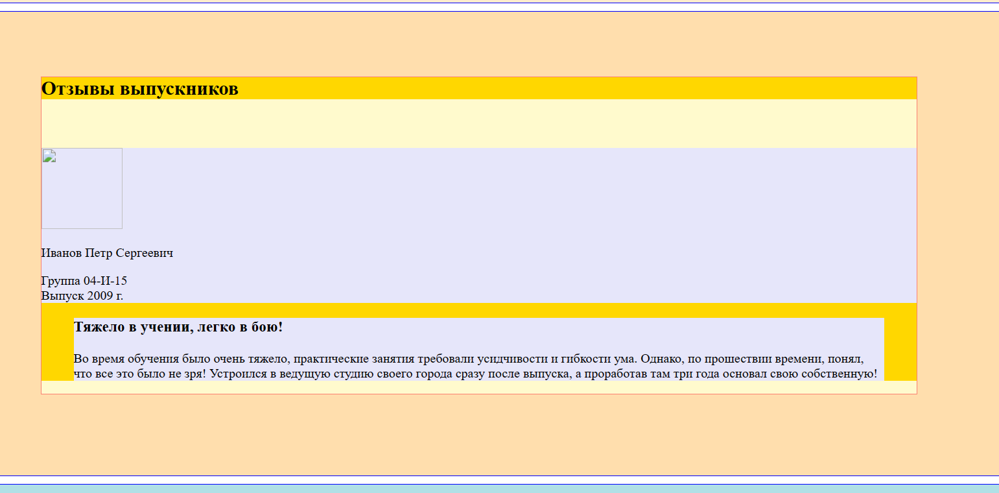 Отзывы выпускников
Иванов Петр Сергеевич
Группа 04-И-15
Выпуск 2009 г.
Тяжело в учении, легко в бою!
Во время обучения было очень тяжело, практические занятия требовали усидчивости и гибкости ума. Однако, по прошествии времени, понял,
что все это было не зря! Устроился в ведущую студию своего города сразу после выпуска, а проработав там три года основал свою собственную!